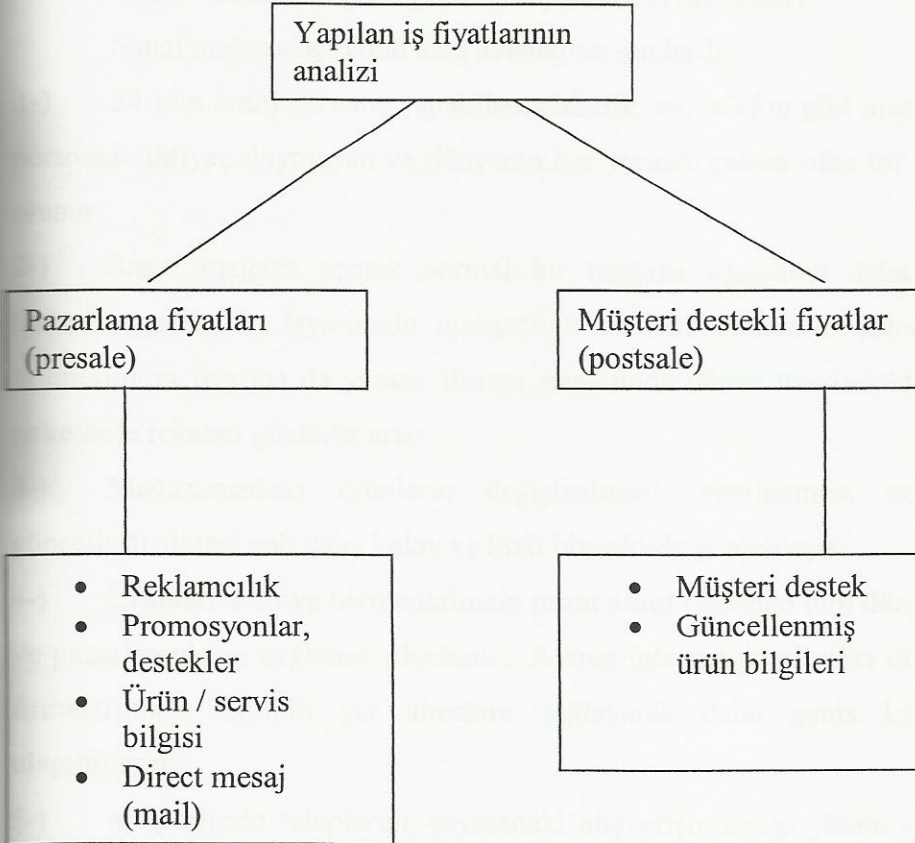 Yapılan iş fiyatlarının
analizi
Pazarlama fiyatları
(presale)
Müşteri destekli fiyatlar
(postsale)
• Reklamcılık
• Promosyonlar,
destekler
• Ürün / servis
bilgisi
• Direct mesaj
(mail)
• Müşteri destek
• Güncellenmiş
ürün bilgileri